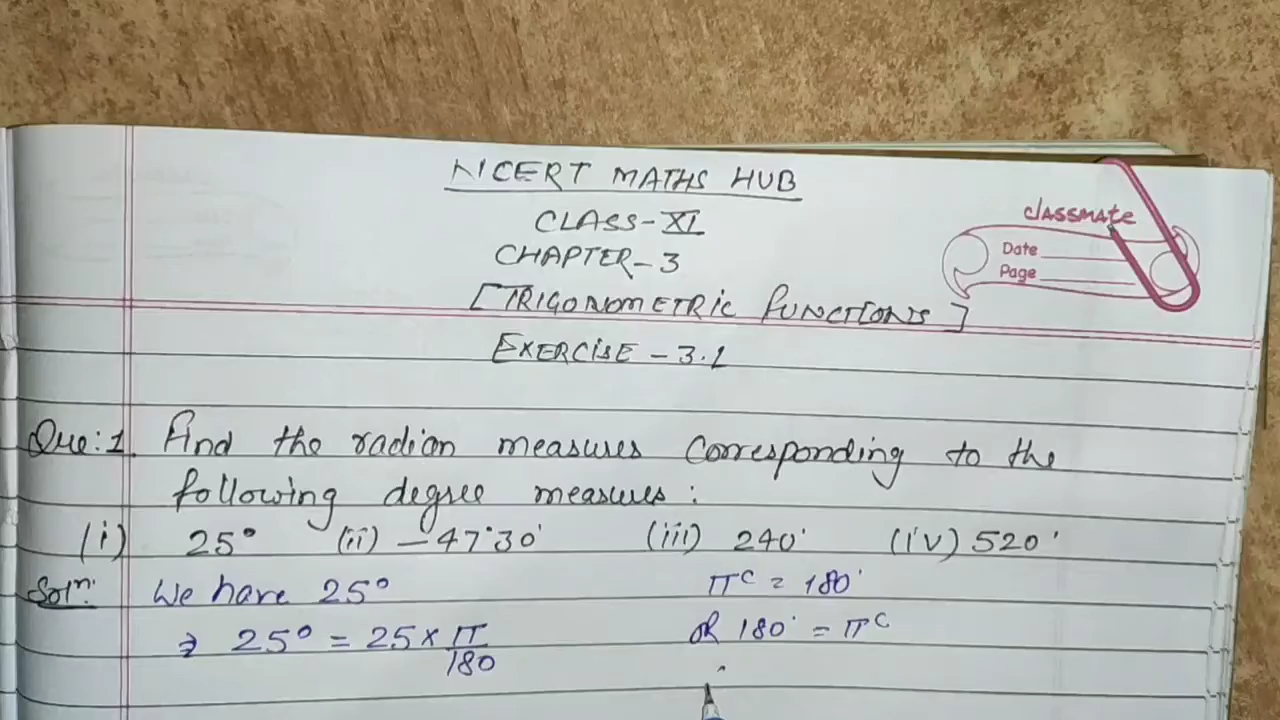 NCERT MATHS HUB
CLASS-XI
CHAPTER-3
[TRIGONOMETRIC FUNCTIONS]
EXERCISE - 3.1
classmate
Date
Page
Que:1. Find the radian measures corresponding to the
following degree measures:
(i) 25° (ii) -47°30' (iii) 240° (iv) 520°
Solⁿ: We have 25° πᶜ = 180°
⇒ 25° = 25 × π/180 or 180° = πᶜ